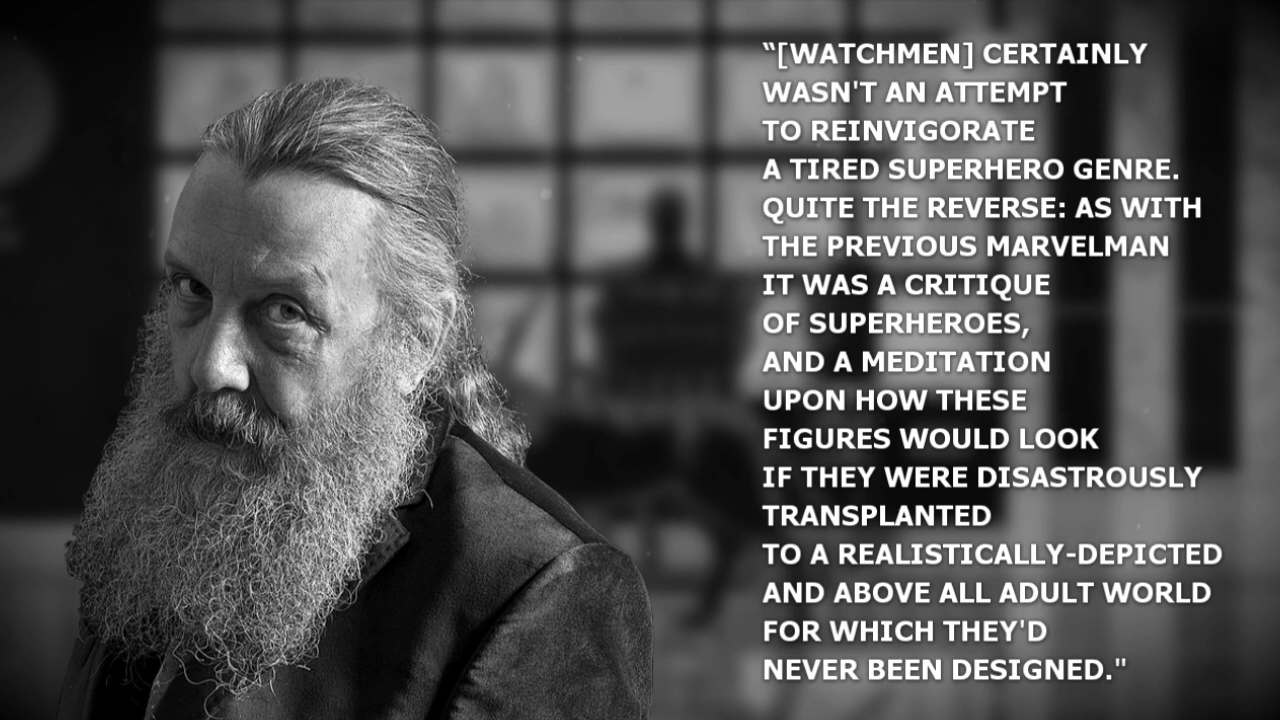 “[WATCHMEN] CERTAINLY
WASN'T AN ATTEMPT
TO REINVIGORATE
A TIRED SUPERHERO GENRE.
QUITE THE REVERSE: AS WITH
THE PREVIOUS MARVELMAN
IT WAS A CRITIQUE
OF SUPERHEROES,
AND A MEDITATION
UPON HOW THESE
FIGURES WOULD LOOK
IF THEY WERE DISASTROUSLY
TRANSPLANTED
TO A REALISTICALLY-DEPICTED
AND ABOVE ALL ADULT WORLD
FOR WHICH THEY'D
NEVER BEEN DESIGNED."